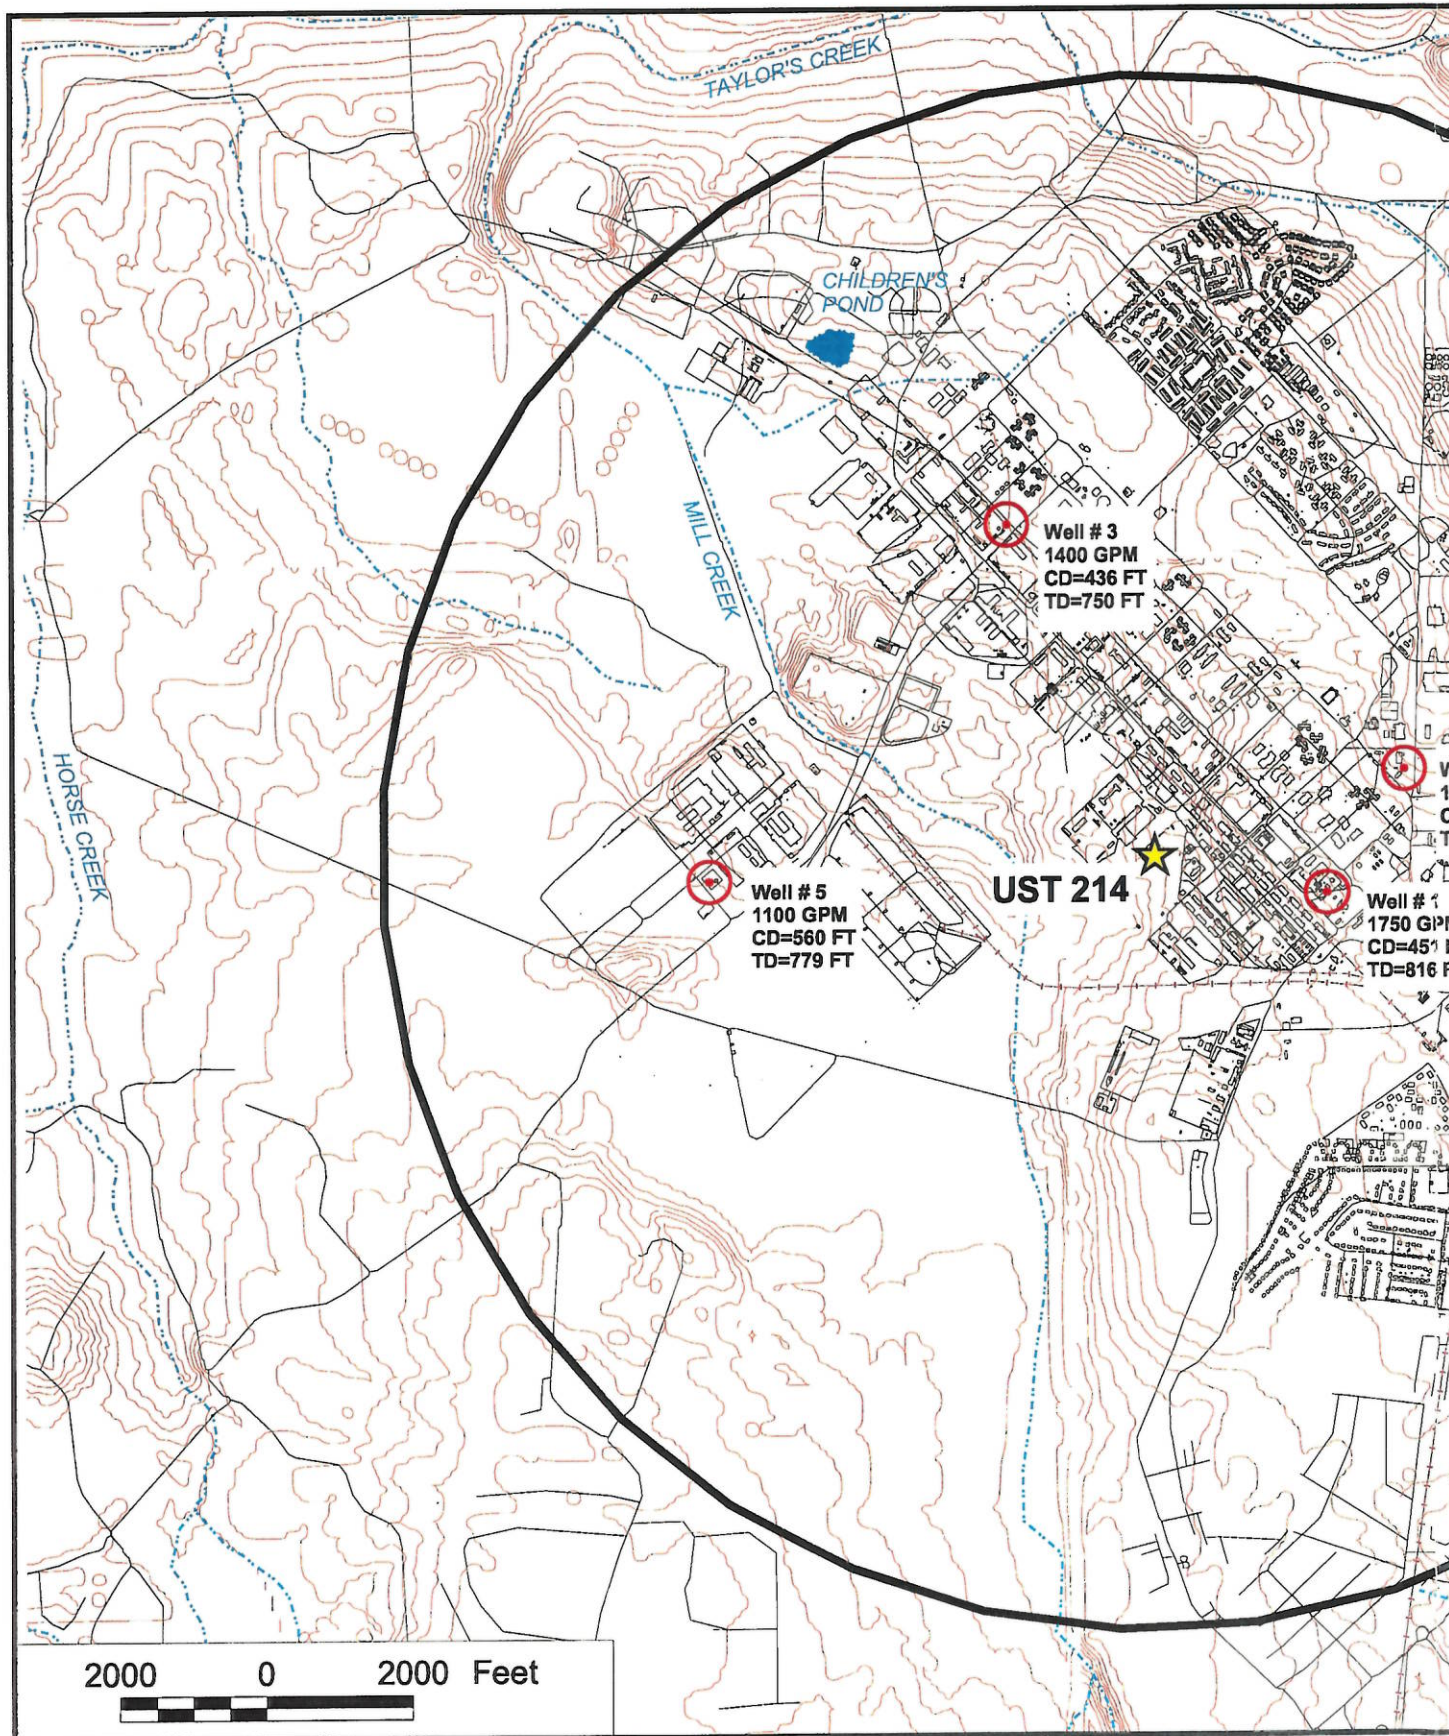 TAYLOR'S CREEK
CHILDREN'S
POND
MILL CREEK
Well # 3
1400 GPM
CD=436 FT
TD=750 FT
HORSE CREEK
UST 214
Well # 5
1100 GPM
CD=560 FT
TD=779 FT
Well # 1
1750 GPM
CD=451
TD=816 F
2000 0 2000 Feet